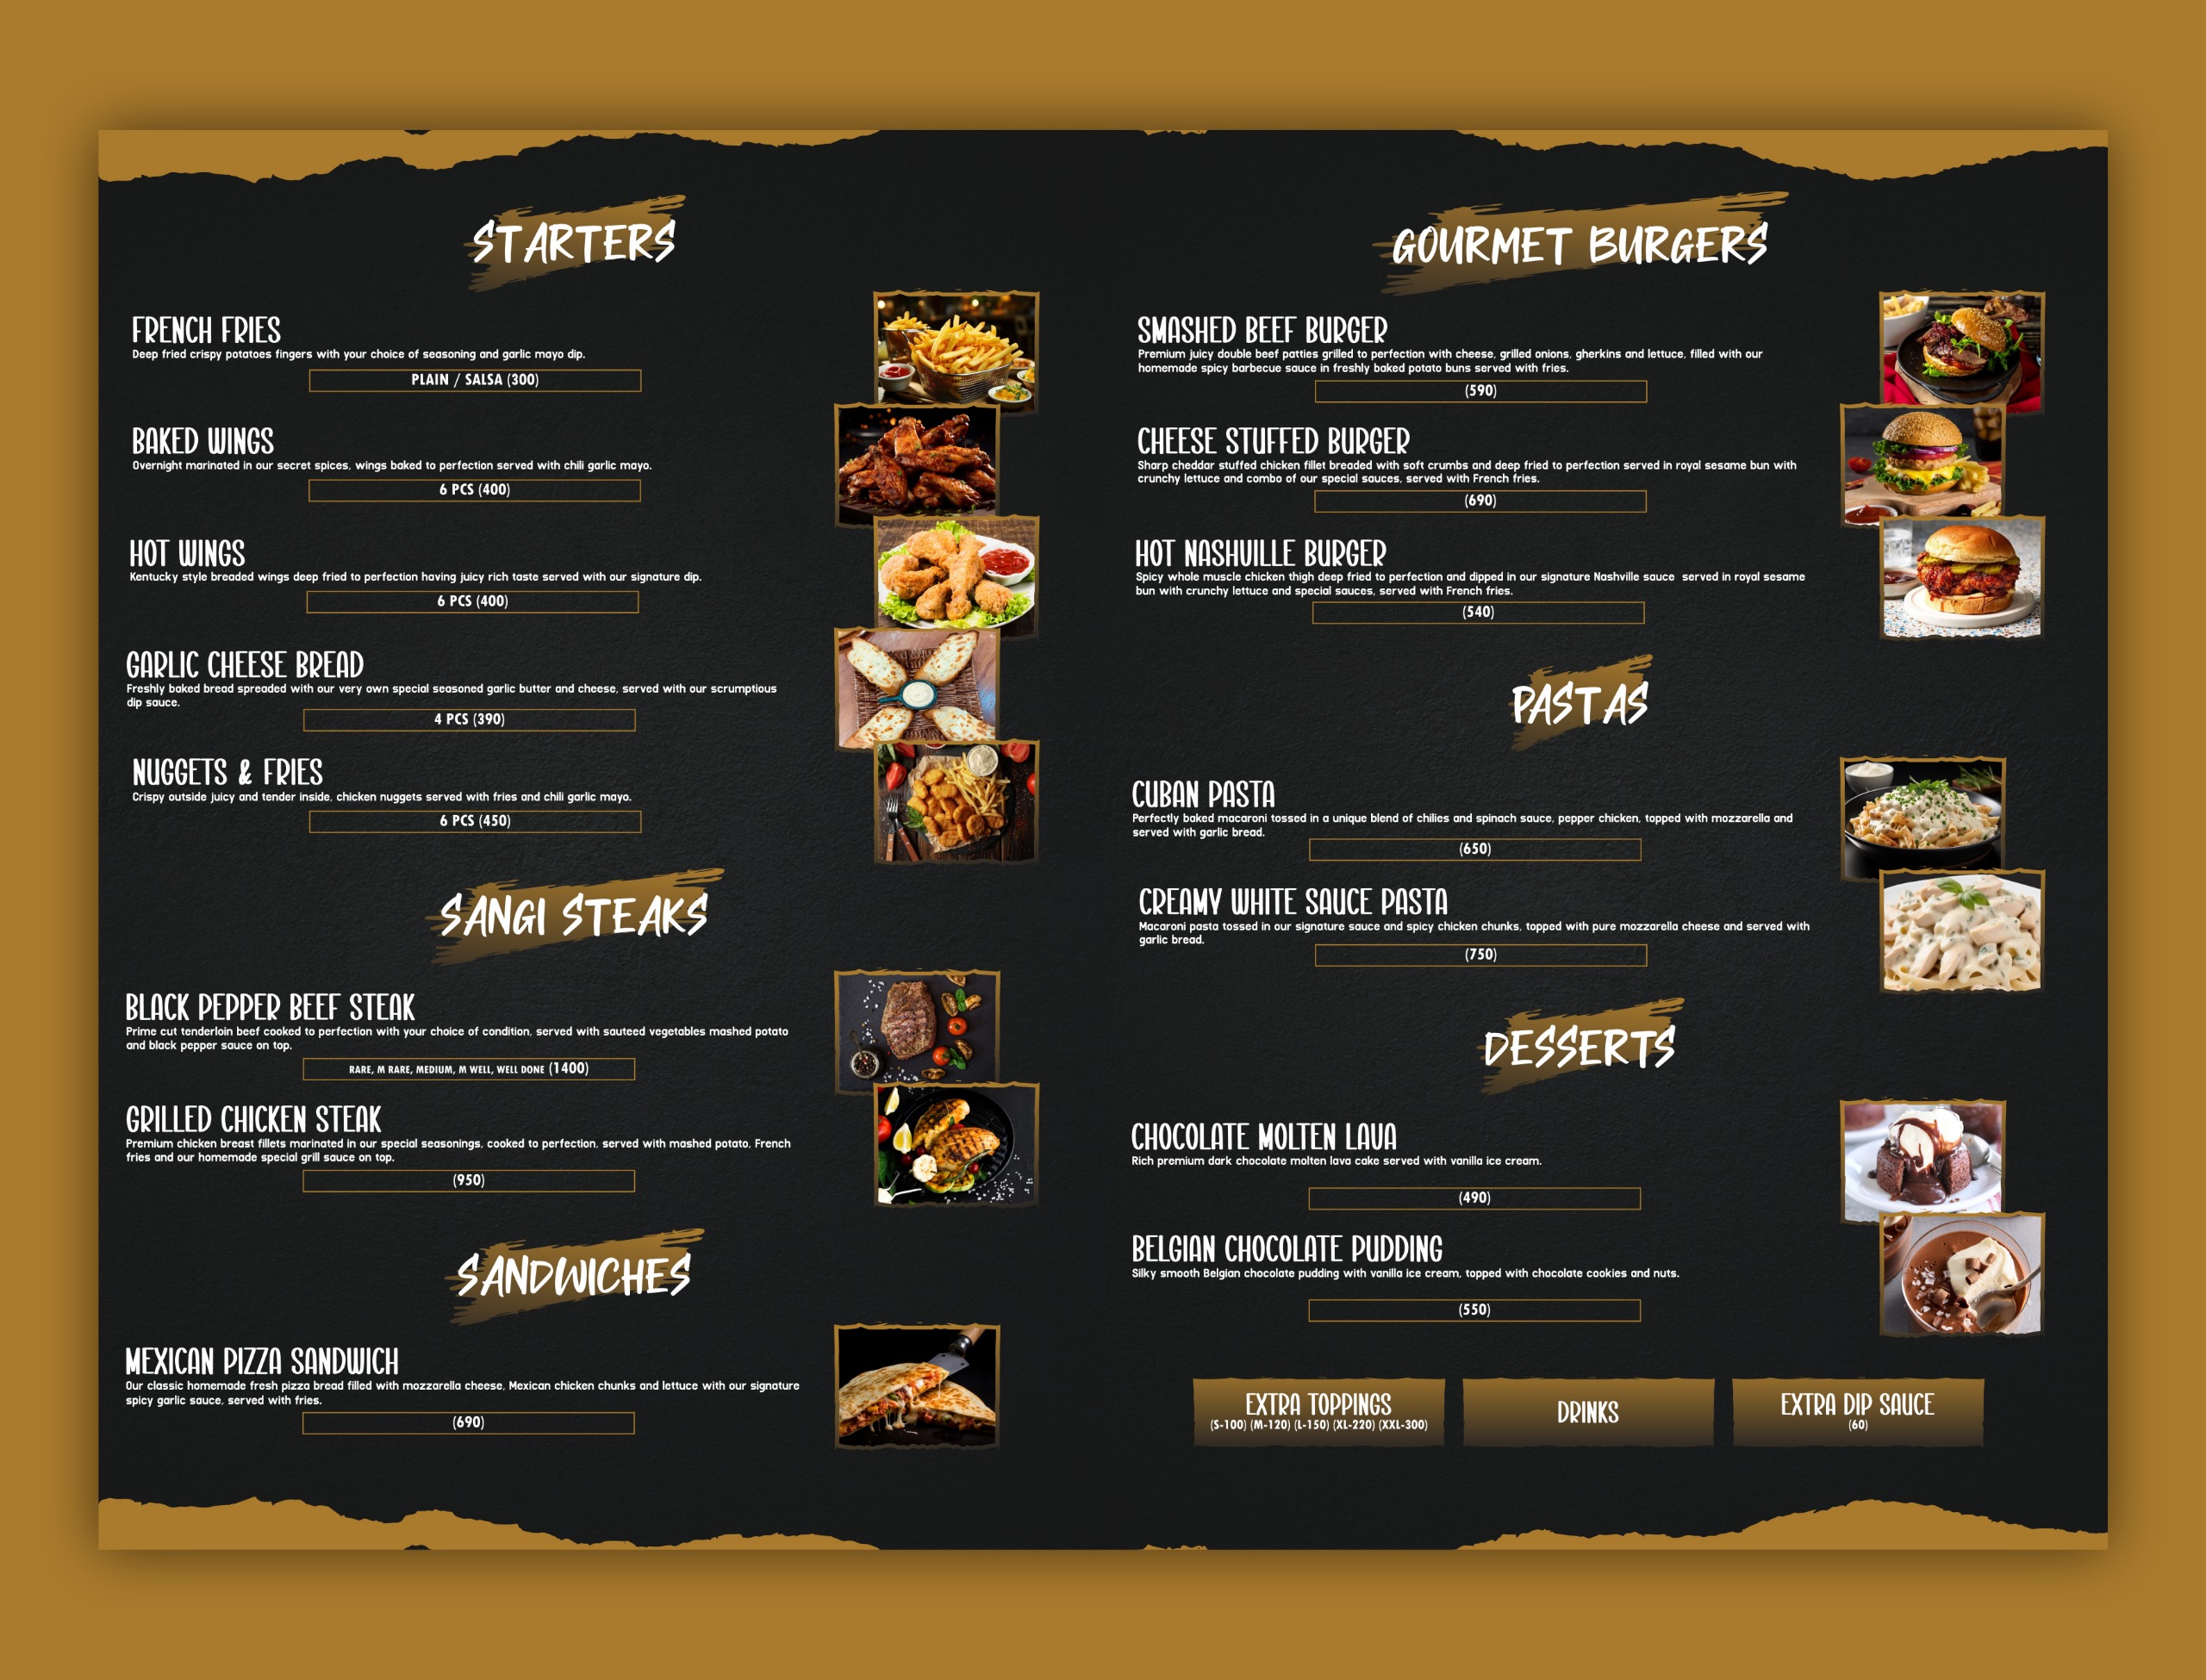 STARTERS
FRENCH FRIES
Deep fried crispy potatoes fingers with your choice of seasoning and garlic mayo dip.
PLAIN / SALSA (300)
BAKED WINGS
Overnight marinated in our secret spices, wings baked to perfection served with chili garlic mayo.
6 PCS (400)
HOT WINGS
Kentucky style breaded wings deep fried to perfection having juicy rich taste served with our signature dip.
6 PCS (400)
GARLIC CHEESE BREAD
Freshly baked bread spreaded with our very own special seasoned garlic butter and cheese, served with our scrumptious
dip sauce.
4 PCS (390)
NUGGETS & FRIES
Crispy outside juicy and tender inside, chicken nuggets served with fries and chili garlic mayo.
6 PCS (450)
SANGI STEAKS
BLACK PEPPER BEEF STEAK
Prime cut tenderloin beef cooked to perfection with your choice of condition, served with sauteed vegetables mashed potato
and black pepper sauce on top.
RARE, M RARE, MEDIUM, M WELL, WELL DONE (1400)
GRILLED CHICKEN STEAK
Premium chicken breast fillets marinated in our special seasonings, cooked to perfection, served with mashed potato, French
fries and our homemade special grill sauce on top.
(950)
SANDWICHES
MEXICAN PIZZA SANDWICH
Our classic homemade fresh pizza bread filled with mozzarella cheese, Mexican chicken chunks and lettuce with our signature
spicy garlic sauce, served with fries.
(690)
GOURMET BURGERS
SMASHED BEEF BURGER
Premium juicy double beef patties grilled to perfection with cheese, grilled onions, gherkins and lettuce, filled with our
homemade spicy barbecue sauce in freshly baked potato buns served with fries.
(590)
CHEESE STUFFED BURGER
Sharp cheddar stuffed chicken fillet breaded with soft crumbs and deep fried to perfection served in royal sesame bun with
crunchy lettuce and combo of our special sauces, served with French fries.
(690)
HOT NASHVILLE BURGER
Spicy whole muscle chicken thigh deep fried to perfection and dipped in our signature Nashville sauce served in royal sesame
bun with crunchy lettuce and special sauces, served with French fries.
(540)
PASTAS
CUBAN PASTA
Perfectly baked macaroni tossed in a unique blend of chilies and spinach sauce, pepper chicken, topped with mozzarella and
served with garlic bread.
(650)
CREAMY WHITE SAUCE PASTA
Macaroni pasta tossed in our signature sauce and spicy chicken chunks, topped with pure mozzarella cheese and served with
garlic bread.
(750)
DESSERTS
CHOCOLATE MOLTEN LAVA
Rich premium dark chocolate molten lava cake served with vanilla ice cream.
(490)
BELGIAN CHOCOLATE PUDDING
Silky smooth Belgian chocolate pudding with vanilla ice cream, topped with chocolate cookies and nuts.
(550)
EXTRA TOPPINGS
(S-100) (M-120) (L-150) (XL-220) (XXL-300)
DRINKS
EXTRA DIP SAUCE
(60)